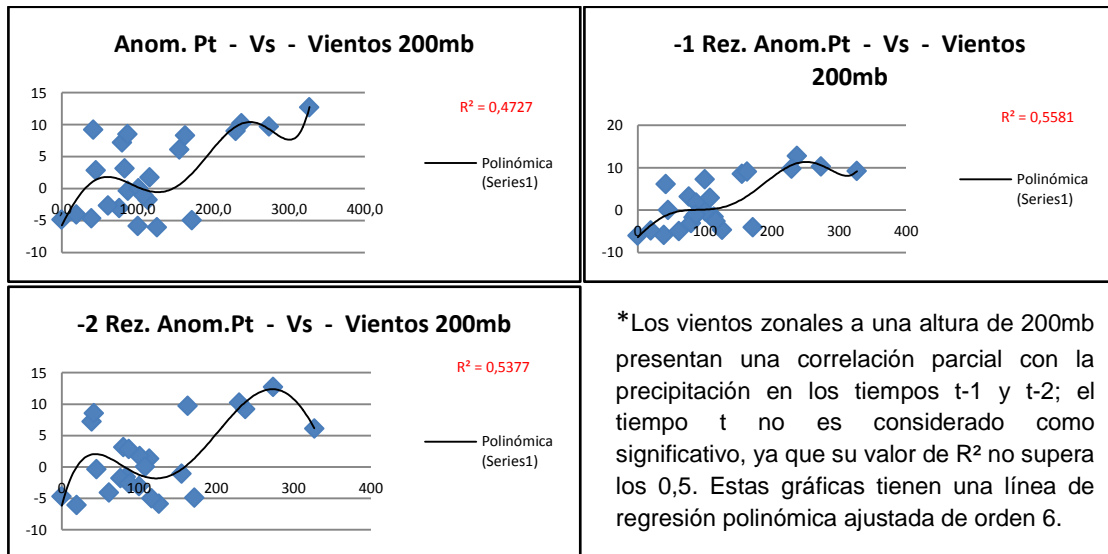 Anom. Pt - Vs - Vientos 200mb
R² = 0,4727
15
10
5
0
-5
-10
0 100,0 200,0 300,0 400,0
Polinómica
(Series1)
-1 Rez. Anom.Pt - Vs - Vientos
200mb
R² = 0,5581
20
10
0
-10
0 100 200 300 400
Polinómica
(Series1)
-2 Rez. Anom.Pt - Vs - Vientos 200mb
R² = 0,5377
15
10
5
0
-5
-10
0 100 200 300 400
Polinómica
(Series1)
*Los vientos zonales a una altura de 200mb
presentan una correlación parcial con la
precipitación en los tiempos t-1 y t-2; el
tiempo t no es considerado como
significativo, ya que su valor de R² no supera
los 0,5. Estas gráficas tienen una línea de
regresión polinómica ajustada de orden 6.